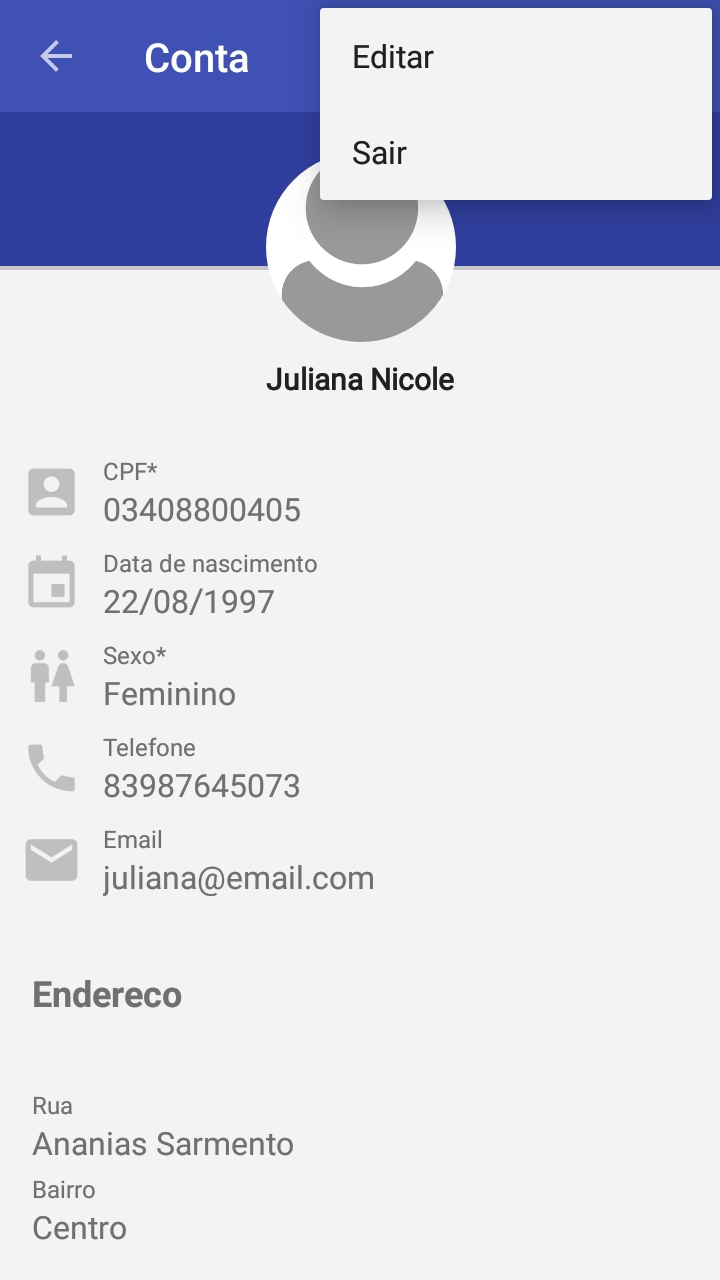 Conta
Editar
Sair
Juliana Nicole
CPF*
03408800405
Data de nascimento
22/08/1997
Sexo*
Feminino
Telefone
83987645073
Email
juliana@email.com
Endereco
Rua
Ananias Sarmento
Bairro
Centro